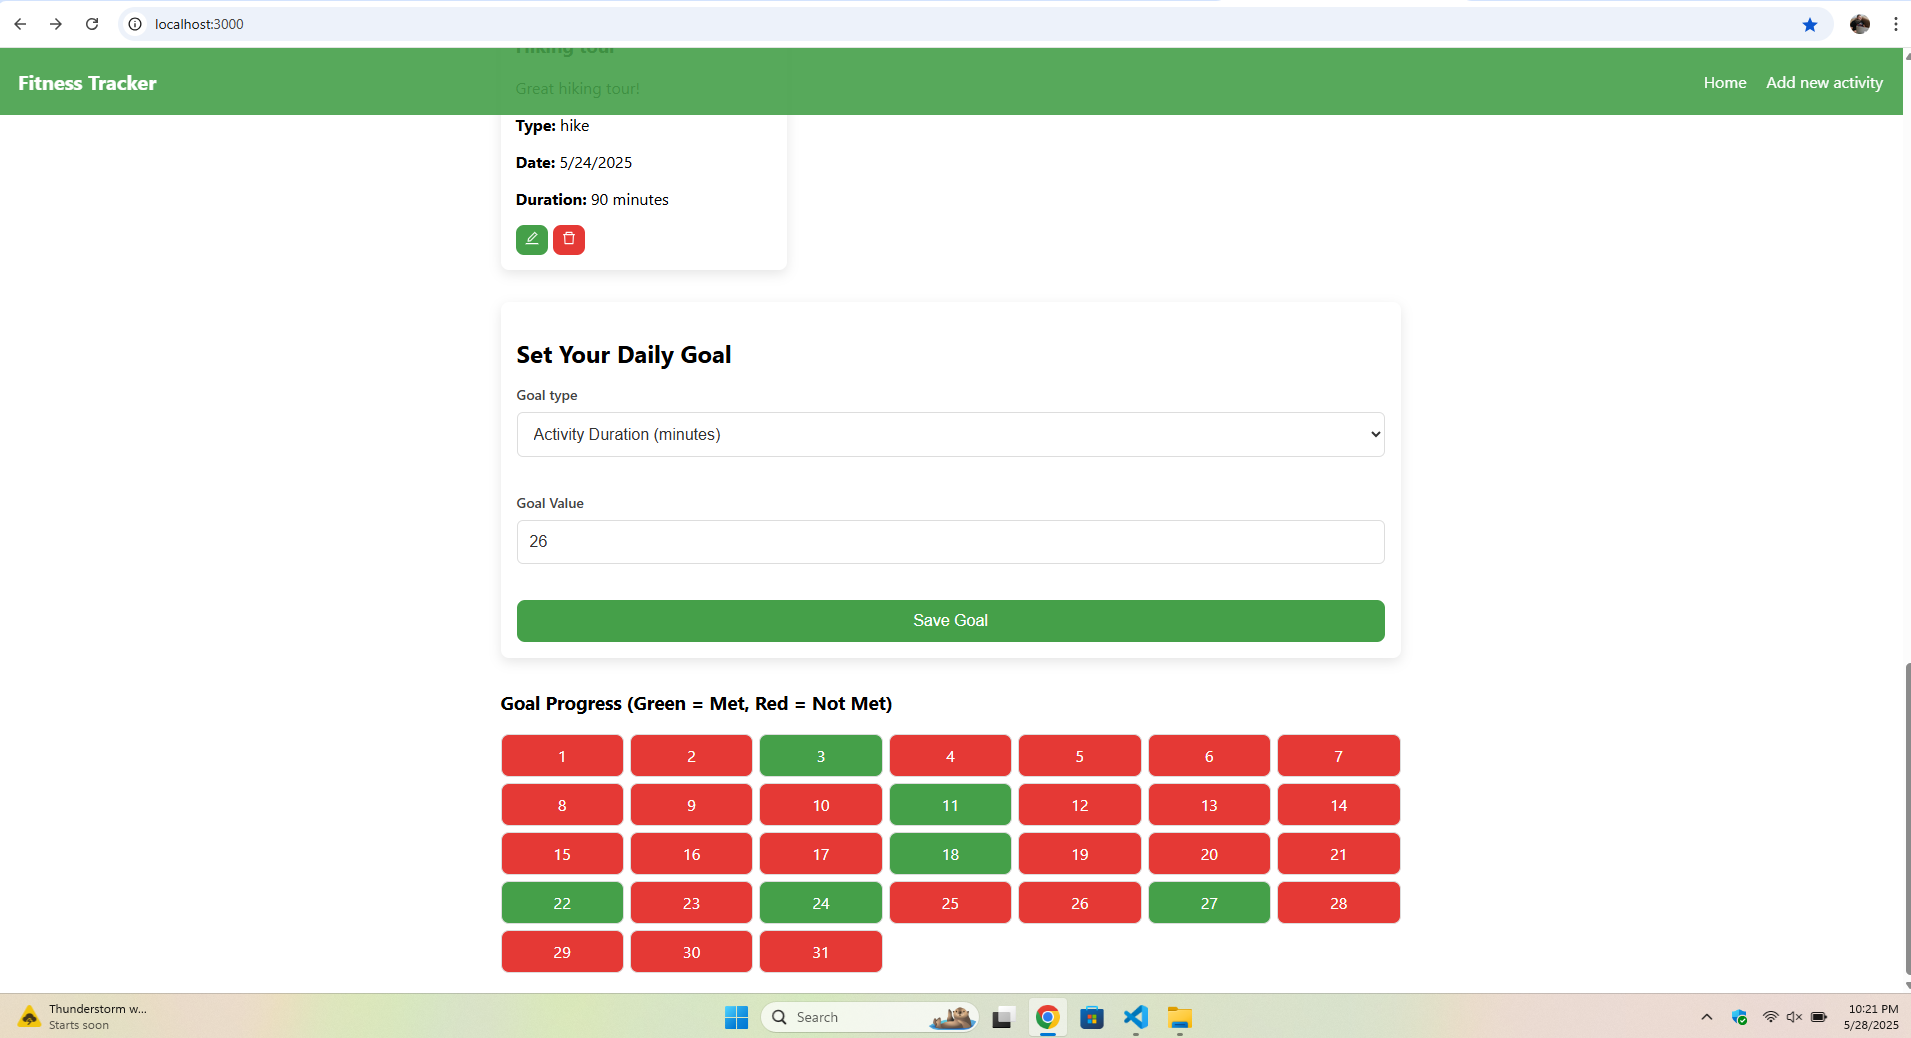 localhost:3000
Hiking tour
Fitness Tracker
Home
Add new activity
Great hiking tour!
Type: hike
Date: 5/24/2025
Duration: 90 minutes
Set Your Daily Goal
Goal type
Activity Duration (minutes)
Goal Value
26
Save Goal
Goal Progress (Green = Met, Red = Not Met)
1 2 3 4 5 6 7
8 9 10 11 12 13 14
15 16 17 18 19 20 21
22 23 24 25 26 27 28
29 30 31
Thunderstorm w...
Starts soon
Search
10:21 PM
5/28/2025